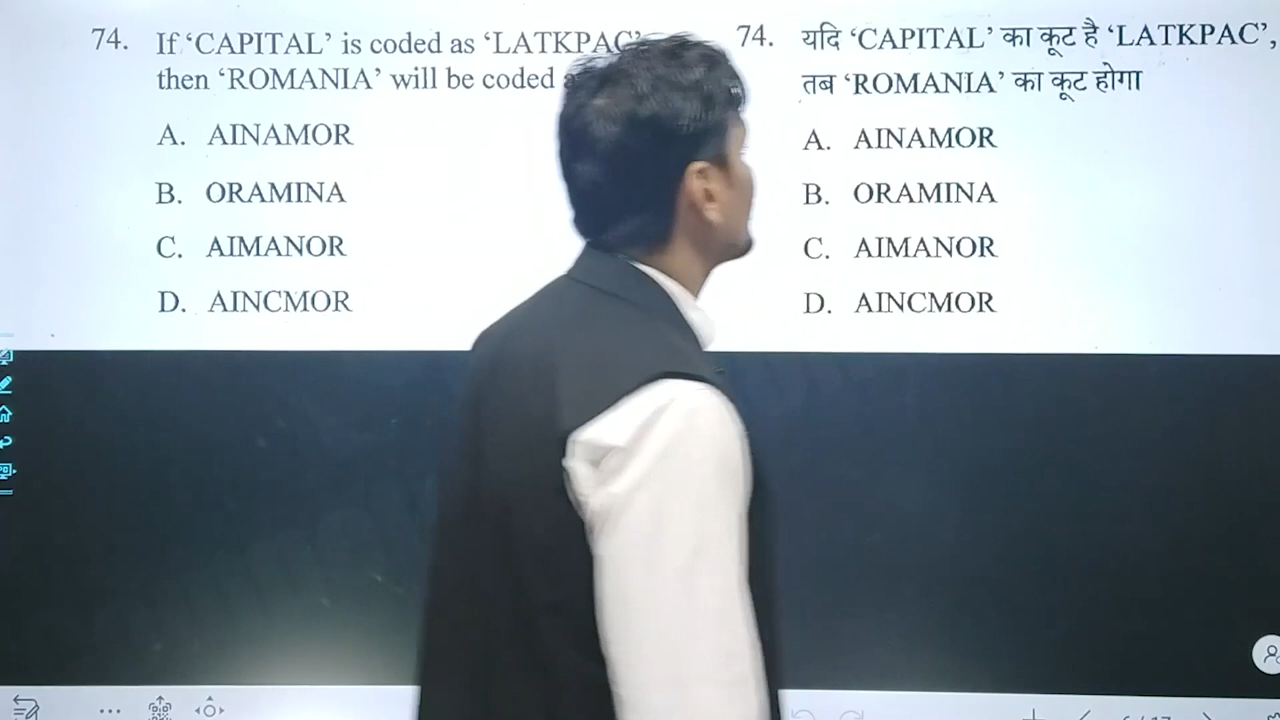 74. If ‘CAPITAL’ is coded as ‘LATKPAC’
then ‘ROMANIA’ will be coded
A. AINAMOR
B. ORAMINA
C. AIMANOR
D. AINCMOR
74. यदि ‘CAPITAL’ का कूट है ‘LATKPAC’,
तब ‘ROMANIA’ का कूट होगा
A. AINAMOR
B. ORAMINA
C. AIMANOR
D. AINCMOR